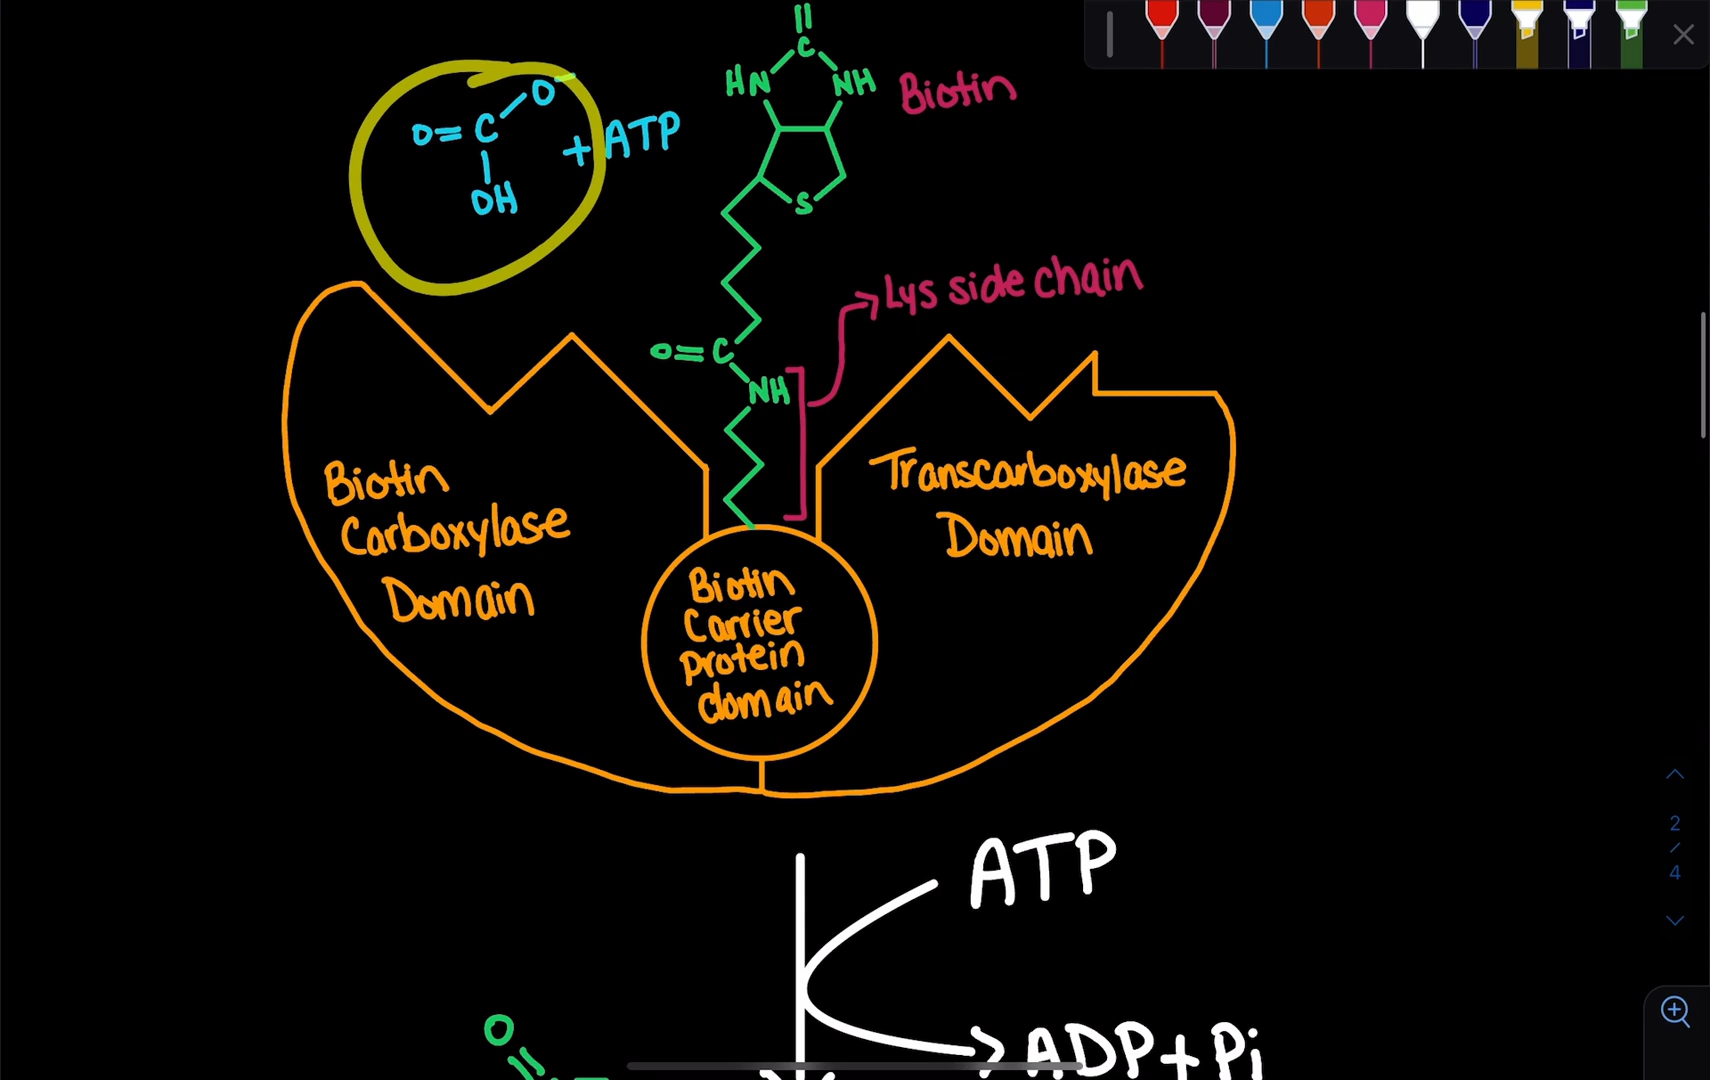 C
HN
NH
Biotin
S
O=C
O-
OH
+ ATP
Lys side chain
O=C
NH
Biotin
Carboxylase
Domain
Transcarboxylase
Domain
Biotin
Carrier
Protein
domain
ATP
ADP+Pi
O
2
/
4